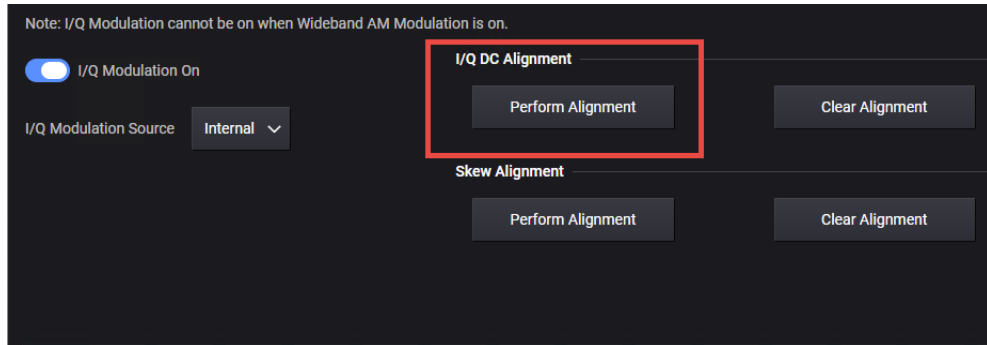 Note: I/Q Modulation cannot be on when Wideband AM Modulation is on.
I/Q Modulation On
I/Q Modulation Source Internal
I/Q DC Alignment
Perform Alignment Clear Alignment
Skew Alignment
Perform Alignment Clear Alignment